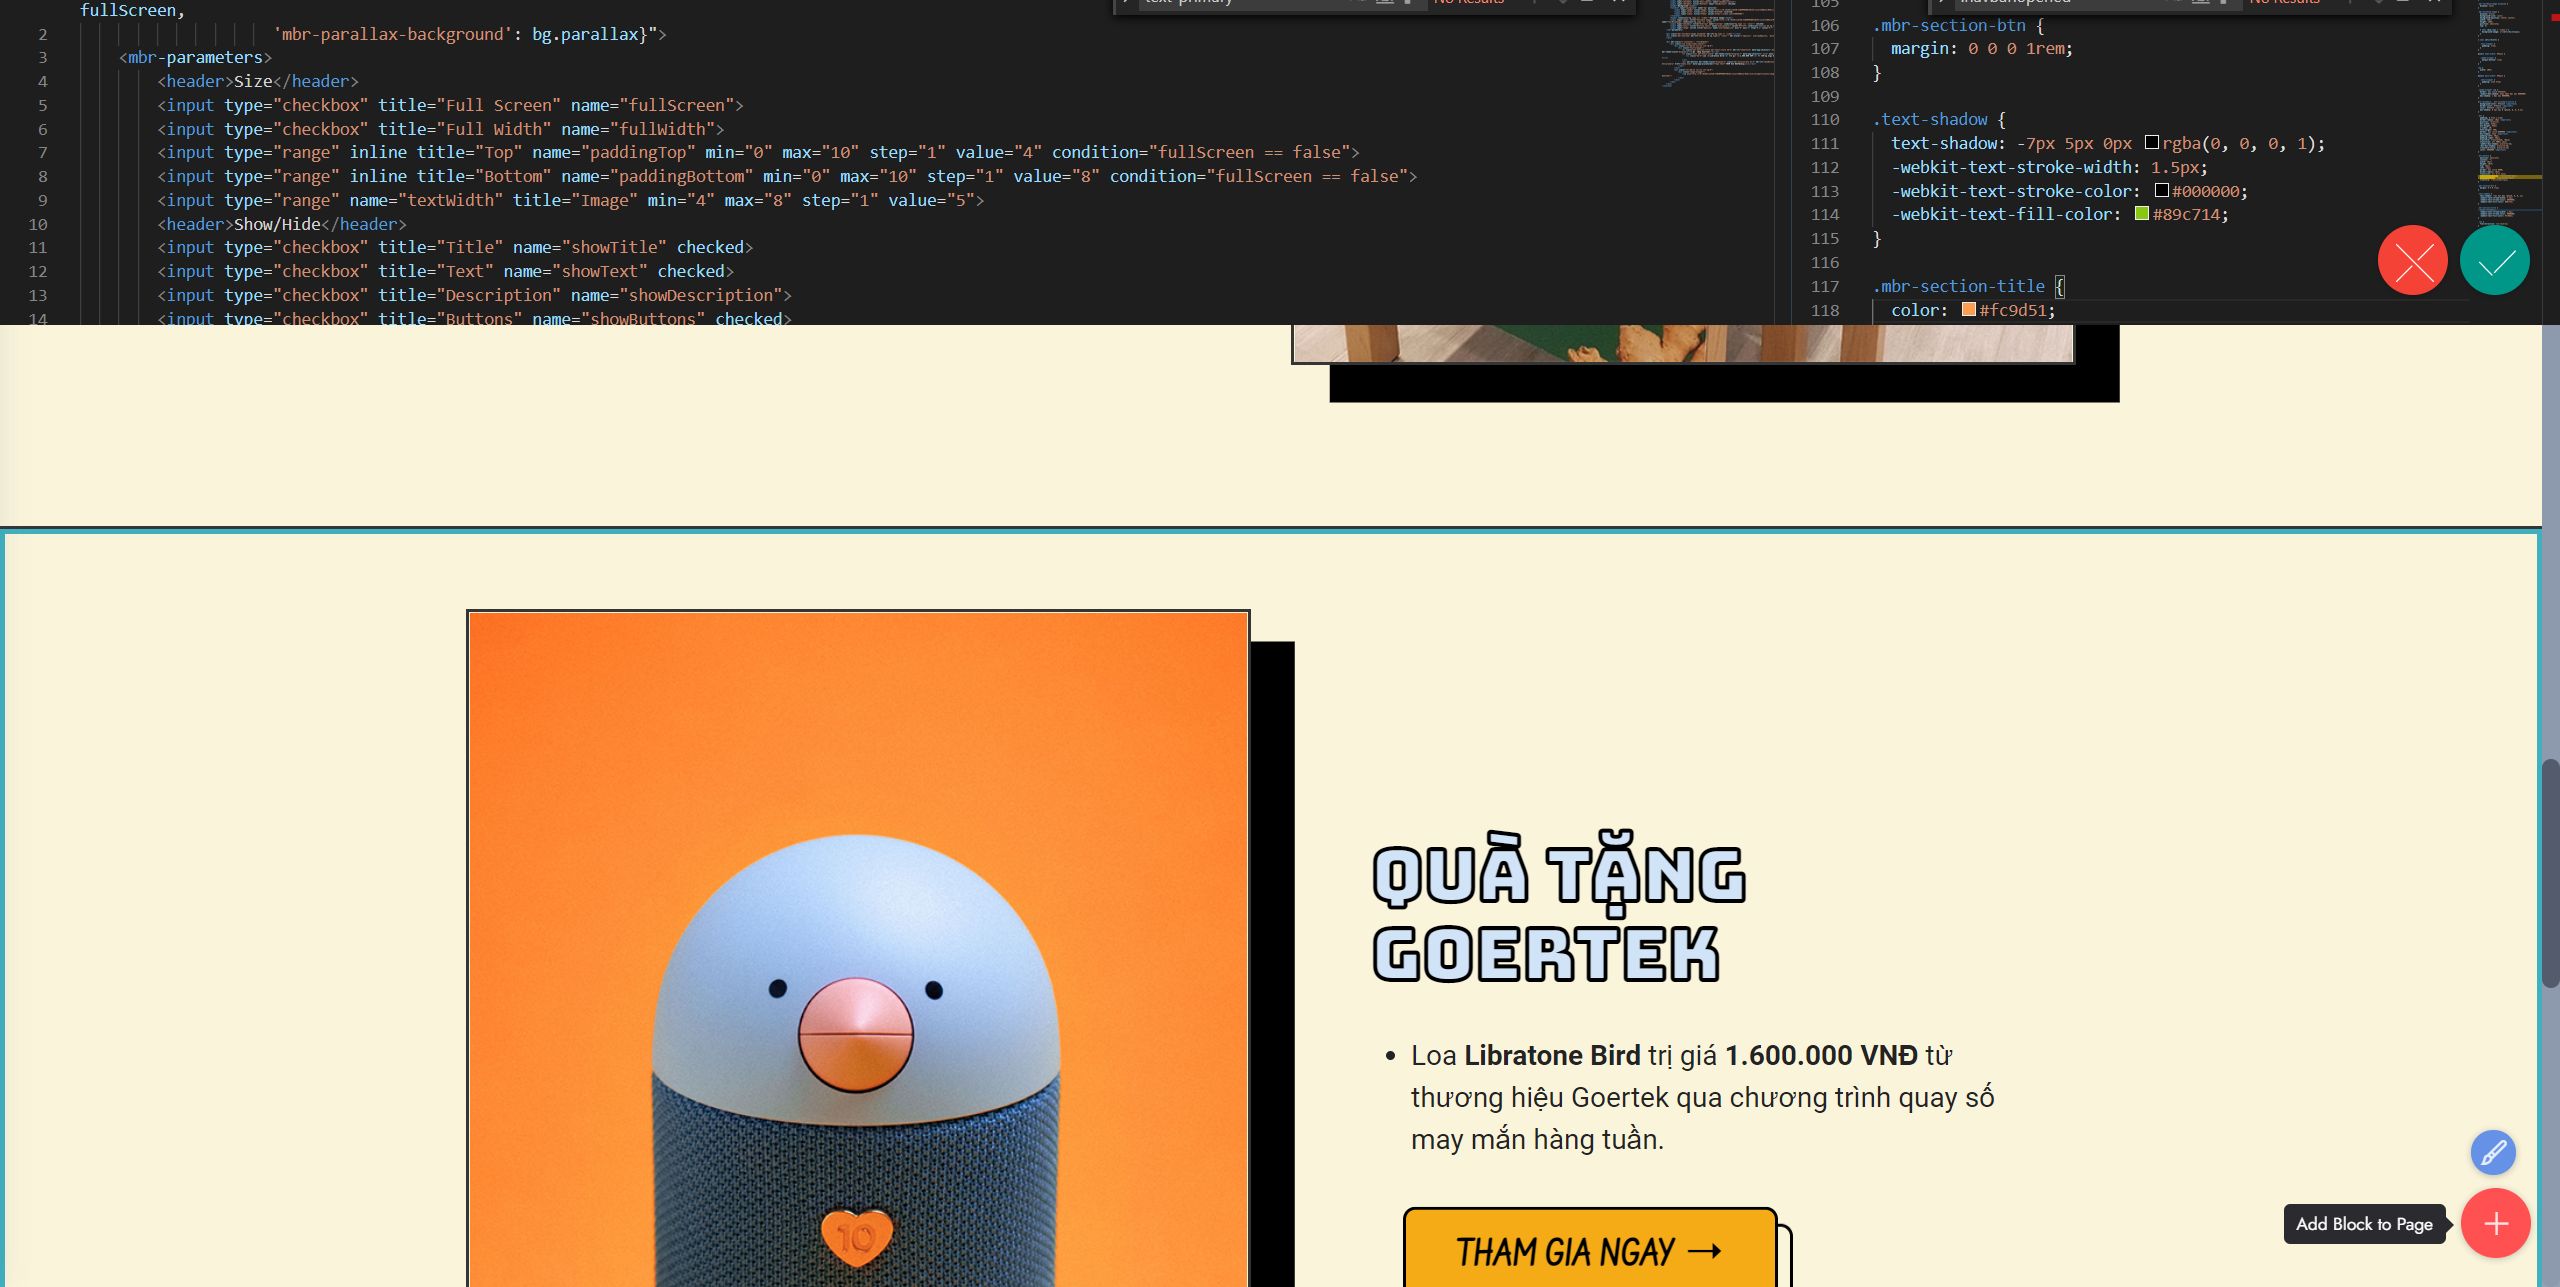 fullScreen,
2 'mbr-parallax-background': bg.parallax}">
3 <mbr-parameters>
4 <header>Size</header>
5 <input type="checkbox" title="Full Screen" name="fullScreen">
6 <input type="checkbox" title="Full Width" name="fullWidth">
7 <input type="range" inline title="Top" name="paddingTop" min="0" max="10" step="1" value="4" condition="fullScreen == false">
8 <input type="range" inline title="Bottom" name="paddingBottom" min="0" max="10" step="1" value="8" condition="fullScreen == false">
9 <input type="range" name="textWidth" title="Image" min="4" max="8" step="1" value="5">
10 <header>Show/Hide</header>
11 <input type="checkbox" title="Title" name="showTitle" checked>
12 <input type="checkbox" title="Text" name="showText" checked>
13 <input type="checkbox" title="Description" name="showDescription">
14 <input type="checkbox" title="Buttons" name="showButtons" checked>
No Results
No Results
105
106 .mbr-section-btn {
107 margin: 0 0 0 1rem;
108 }
109
110 .text-shadow {
111 text-shadow: -7px 5px 0px rgba(0, 0, 0, 1);
112 -webkit-text-stroke-width: 1.5px;
113 -webkit-text-stroke-color: #000000;
114 -webkit-text-fill-color: #89c714;
115 }
116
117 .mbr-section-title {
118 color: #fc9d51;
10
QUÀ TẶNG
GOERTEK
• Loa Libratone Bird trị giá 1.600.000 VNĐ từ
thương hiệu Goertek qua chương trình quay số
may mắn hàng tuần.
THAM GIA NGAY →
Add Block to Page